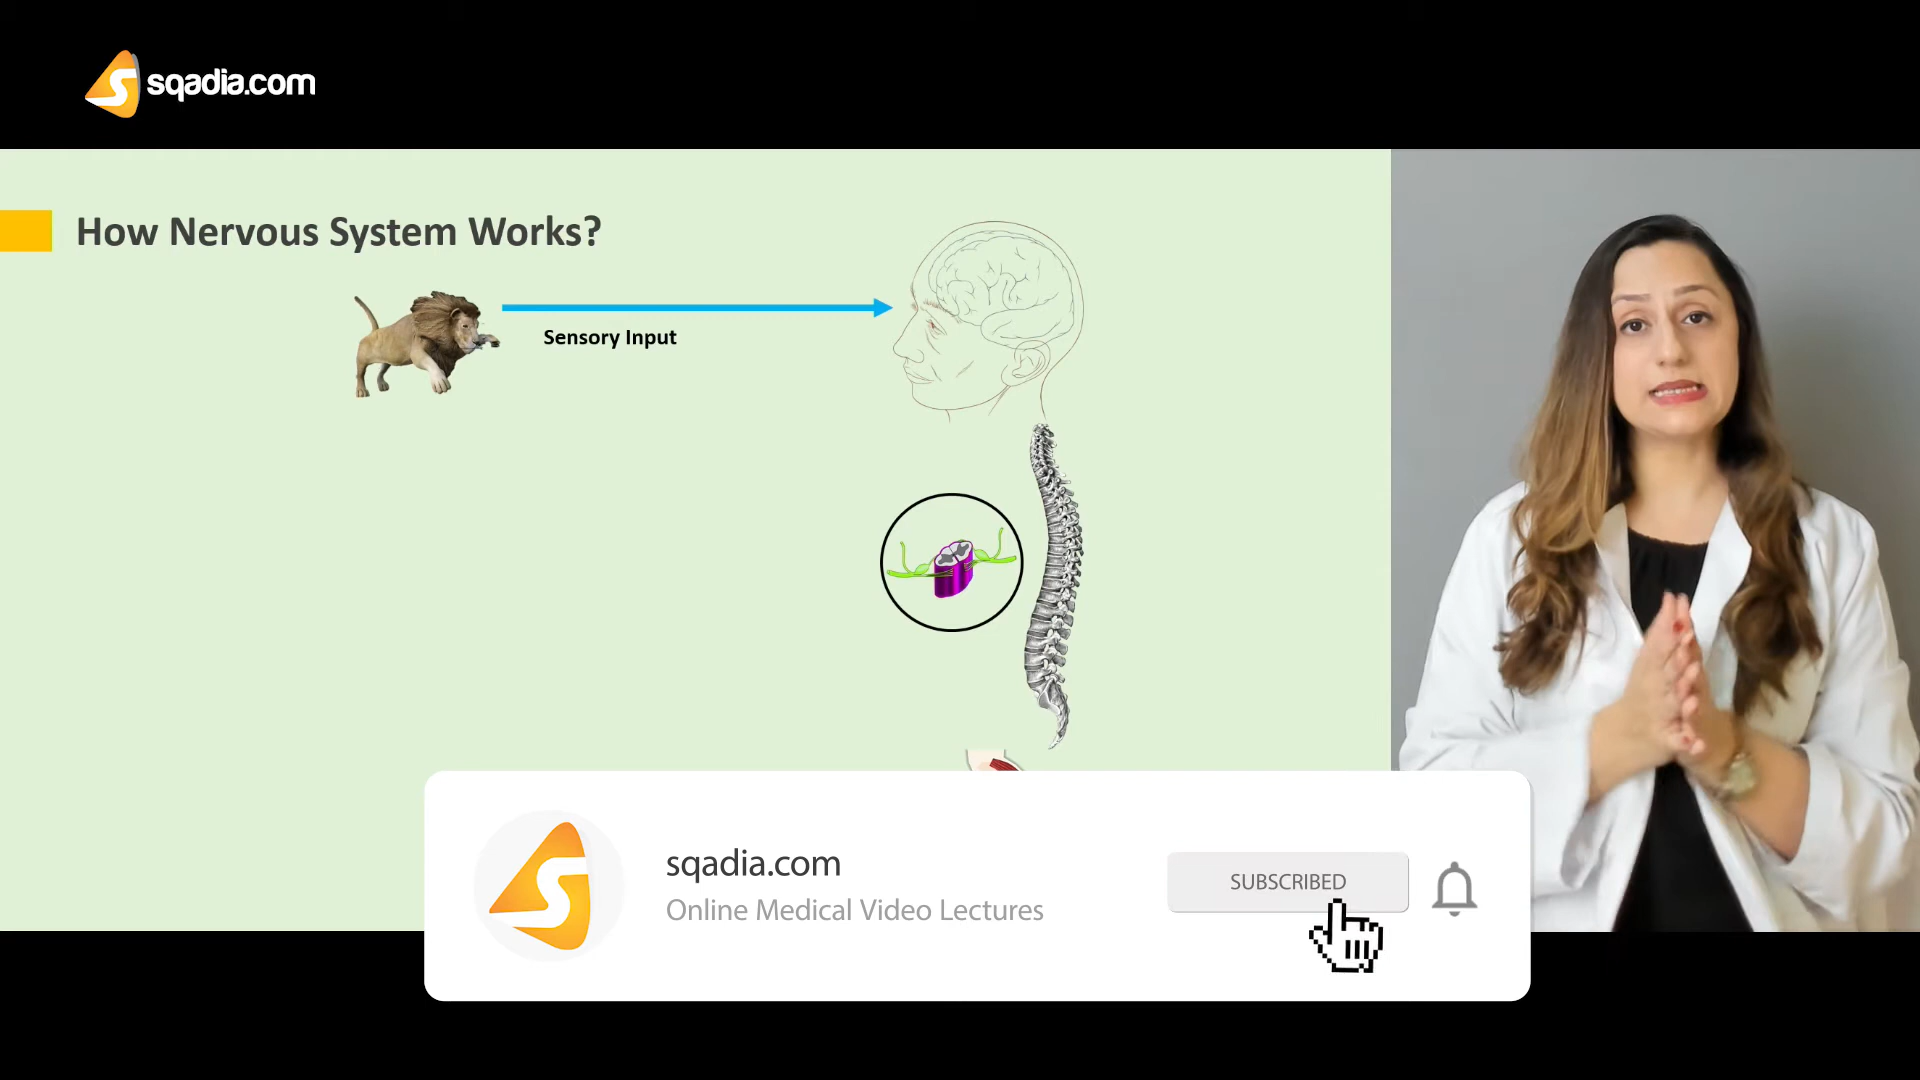 sqadia.com
How Nervous System Works?
Sensory Input
sqadia.com
Online Medical Video Lectures
SUBSCRIBED